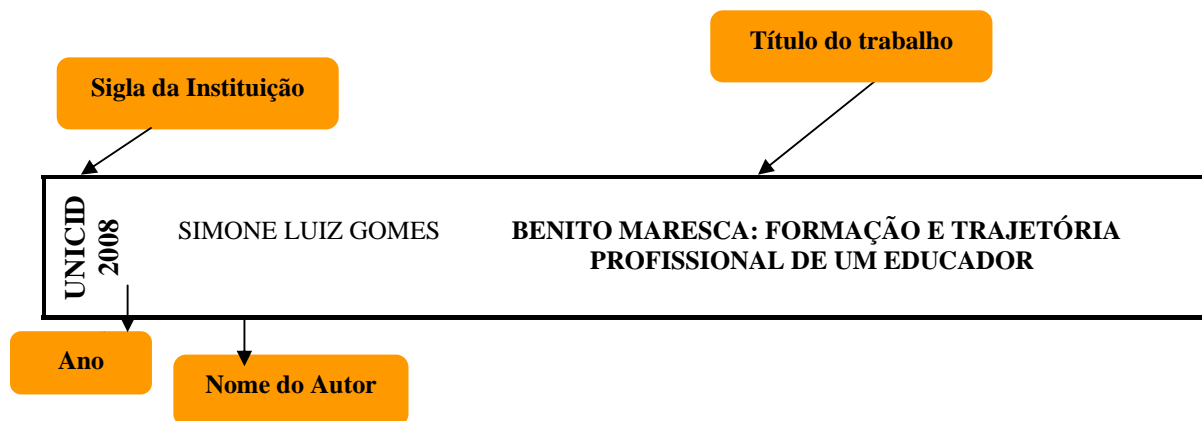 Título do trabalho
Sigla da Instituição
UNICID
2008
SIMONE LUIZ GOMES
BENITO MARESCA: FORMAÇÃO E TRAJETÓRIA
PROFISSIONAL DE UM EDUCADOR
Ano
Nome do Autor